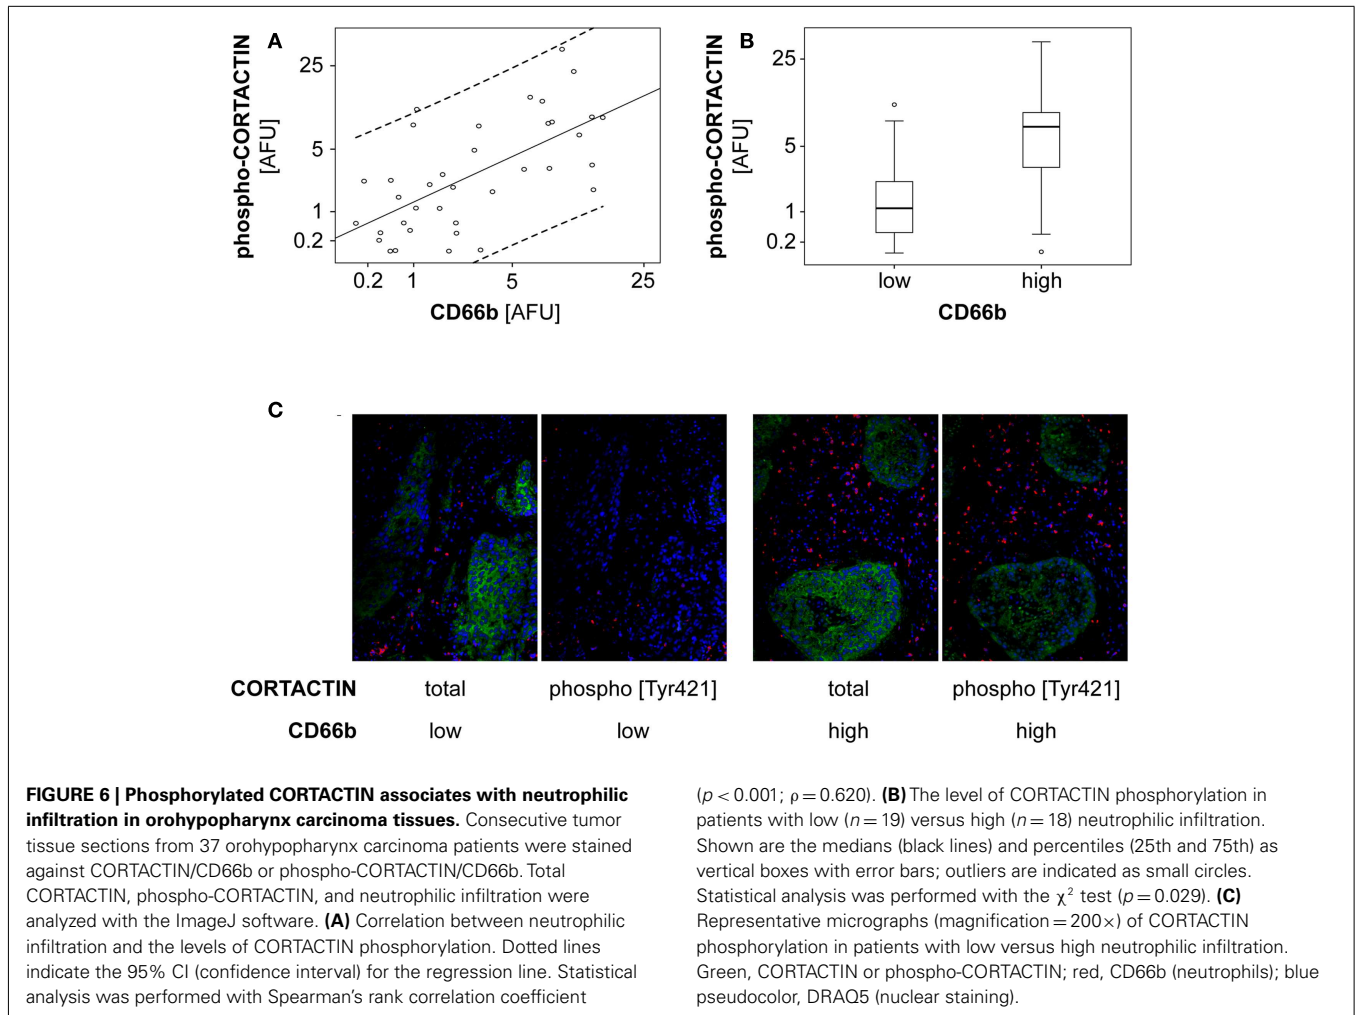 A
phospho-CORTACTIN
[AFU]
25
5
1
0.2
0.2 1 5 25
CD66b [AFU]
B
phospho-CORTACTIN
[AFU]
25
5
1
0.2
low high
CD66b
C
CORTACTIN total phospho [Tyr421] total phospho [Tyr421]
CD66b low low high high
FIGURE 6 | Phosphorylated CORTACTIN associates with neutrophilic
infiltration in orohypopharynx carcinoma tissues. Consecutive tumor
tissue sections from 37 orohypopharynx carcinoma patients were stained
against CORTACTIN/CD66b or phospho-CORTACTIN/CD66b. Total
CORTACTIN, phospho-CORTACTIN, and neutrophilic infiltration were
analyzed with the ImageJ software. (A) Correlation between neutrophilic
infiltration and the levels of CORTACTIN phosphorylation. Dotted lines
indicate the 95% CI (confidence interval) for the regression line. Statistical
analysis was performed with Spearman's rank correlation coefficient
(p < 0.001; ρ = 0.620). (B) The level of CORTACTIN phosphorylation in
patients with low (n = 19) versus high (n = 18) neutrophilic infiltration.
Shown are the medians (black lines) and percentiles (25th and 75th) as
vertical boxes with error bars; outliers are indicated as small circles.
Statistical analysis was performed with the χ² test (p = 0.029). (C)
Representative micrographs (magnification = 200×) of CORTACTIN
phosphorylation in patients with low versus high neutrophilic infiltration.
Green, CORTACTIN or phospho-CORTACTIN; red, CD66b (neutrophils); blue
pseudocolor, DRAQ5 (nuclear staining).